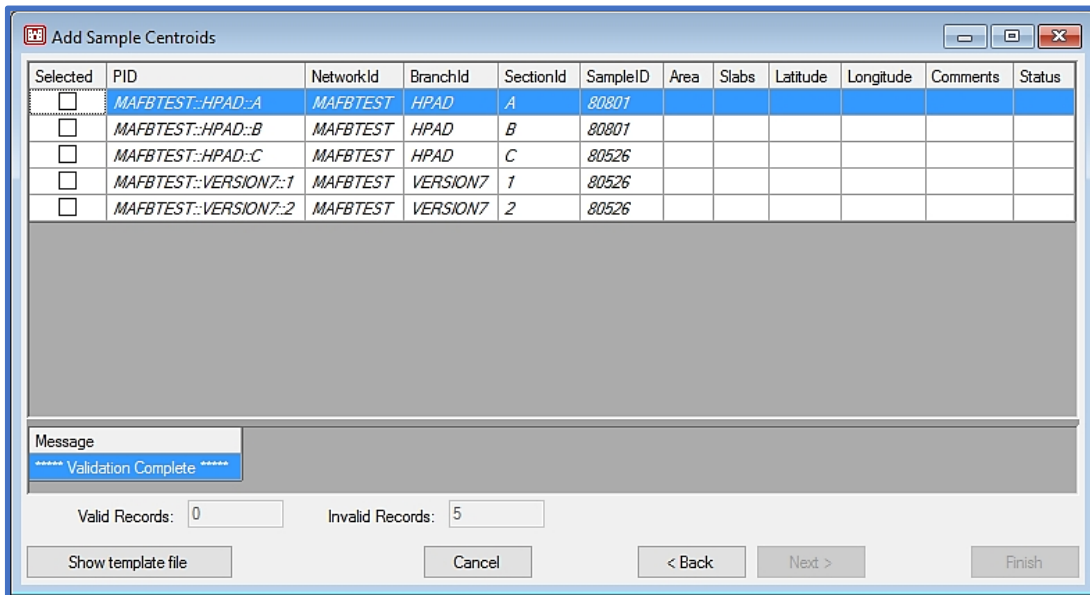 Add Sample Centroids
Selected PID NetworkId BranchId SectionId SampleID Area Slabs Latitude Longitude Comments Status
MAFBTEST::HPAD::A MAFBTEST HPAD A 80801
MAFBTEST::HPAD::B MAFBTEST HPAD B 80801
MAFBTEST::HPAD::C MAFBTEST HPAD C 80526
MAFBTEST::VERSION7::1 MAFBTEST VERSION7 1 80526
MAFBTEST::VERSION7::2 MAFBTEST VERSION7 2 80526
Message
***** Validation Complete *****
Valid Records: 0 Invalid Records: 5
Show template file Cancel < Back Next > Finish